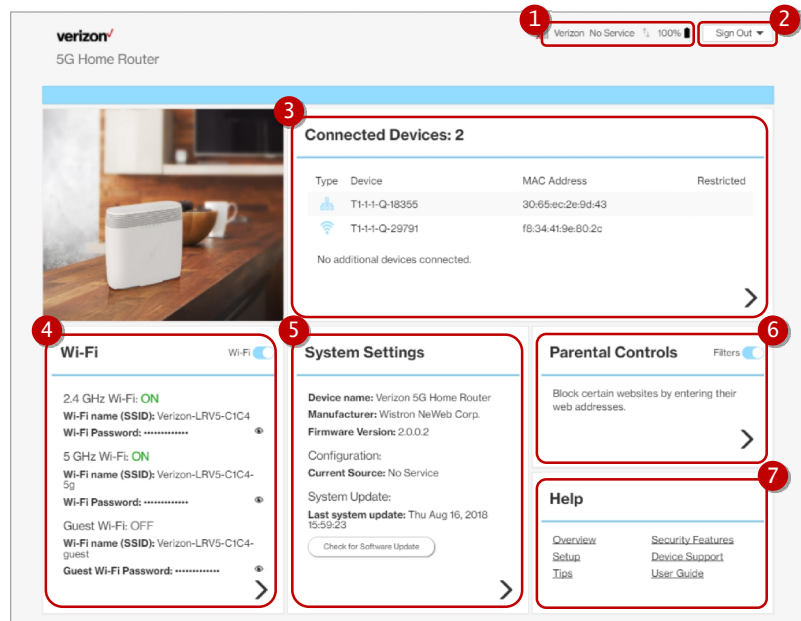 1
2
verizon
Verizon No Service 100%
Sign Out
5G Home Router
3
Connected Devices: 2
Type Device MAC Address Restricted
T1-1-1-Q-18355 30:65:ec:2e:9d:43
T1-1-1-Q-29791 f8:34:41:9e:80:2c
No additional devices connected.
4
Wi-Fi Wi-Fi
2.4 GHz Wi-Fi: ON
Wi-Fi name (SSID): Verizon-LRV5-C1C4
Wi-Fi Password: •••••••••••••
5 GHz Wi-Fi: ON
Wi-Fi name (SSID): Verizon-LRV5-C1C4-
5g
Wi-Fi Password: •••••••••••••
Guest Wi-Fi: OFF
Wi-Fi name (SSID): Verizon-LRV5-C1C4-
guest
Guest Wi-Fi Password: •••••••••••••
5
System Settings
Device name: Verizon 5G Home Router
Manufacturer: Wistron NeWeb Corp.
Firmware Version: 2.0.0.2
Configuration:
Current Source: No Service
System Update:
Last system update: Thu Aug 16, 2018
15:59:23
Check for Software Update
6
Parental Controls Filters
Block certain websites by entering their
web addresses.
7
Help
Overview Security Features
Setup Device Support
Tips User Guide